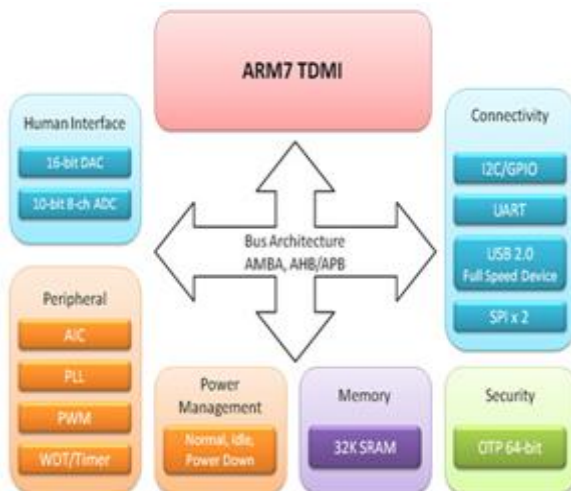 ARM7 TDMI
Human Interface
16-bit DAC
10-bit 8-ch ADC
Connectivity
I2C/GPIO
UART
USB 2.0
Full Speed Device
SPI x 2
Bus Architecture
AMBA, AHB/APB
Peripheral
AIC
PLL
PWM
WDT/Timer
Power
Management
Normal, Idle,
Power Down
Memory
32K SRAM
Security
OTP 64-bit